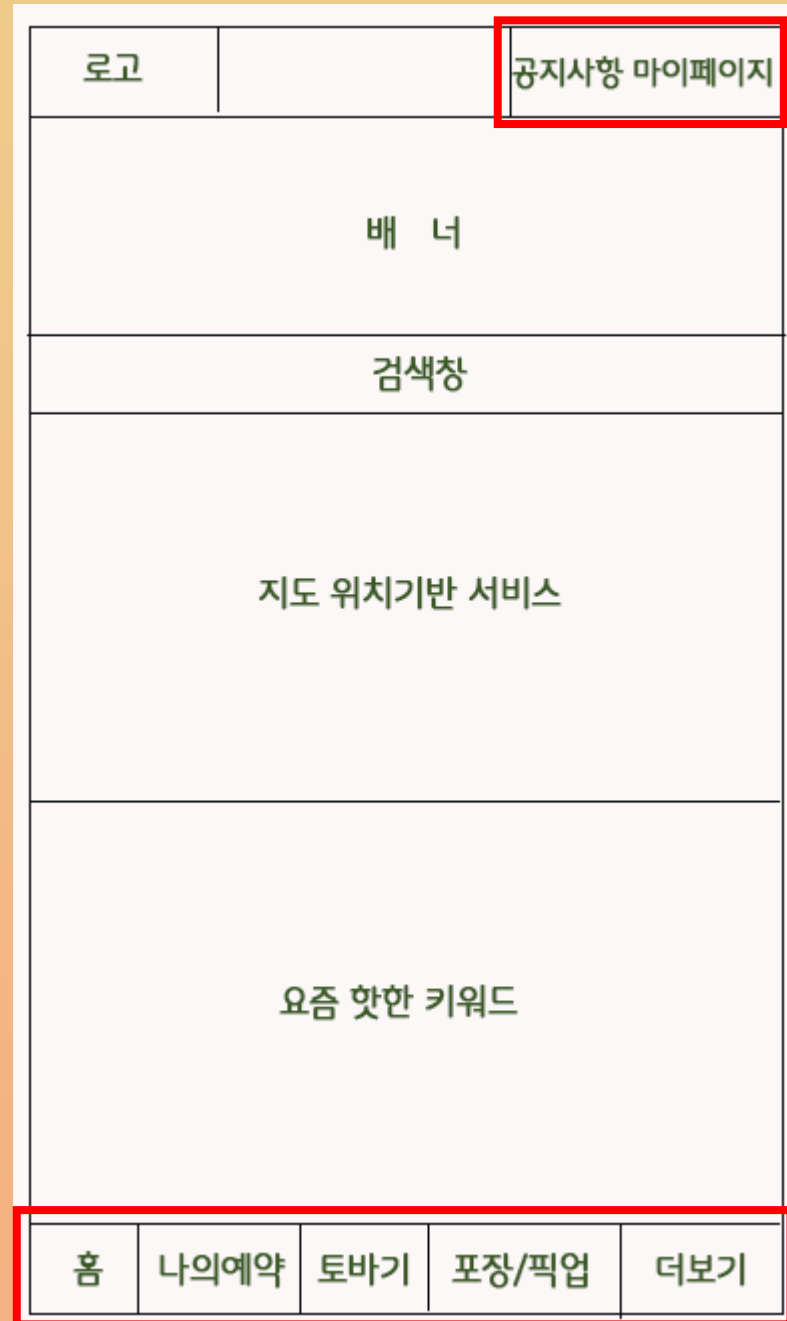 로고
공지사항 마이페이지
배 너
검색창
지도 위치기반 서비스
요즘 핫한 키워드
홈 나의예약 토바기 포장/픽업 더보기